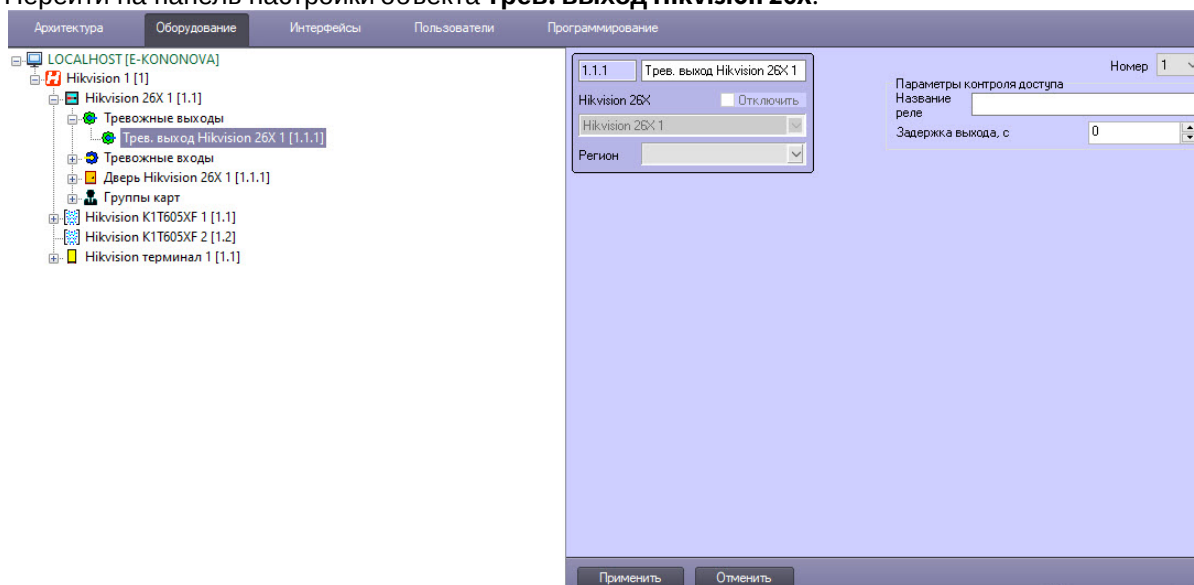 Перейти на панель настройки объекта Трев. выход Hikvision 26X.
Архитектура Оборудование Интерфейсы Пользователи Программирование
LOCALHOST [E-KONONOVA]
Hikvision 1 [1]
Hikvision 26X 1 [1.1]
Тревожные выходы
Трев. выход Hikvision 26X 1 [1.1.1]
Тревожные входы
Дверь Hikvision 26X 1 [1.1.1]
Группы карт
Hikvision K1T605XF 1 [1.1]
Hikvision K1T605XF 2 [1.2]
Hikvision терминал 1 [1.1]
1.1.1 Трев. выход Hikvision 26X 1
Hikvision 26X Отключить
Hikvision 26X 1
Регион
Номер 1
Параметры контроля доступа
Название реле
Задержка выхода, с 0
Применить Отменить